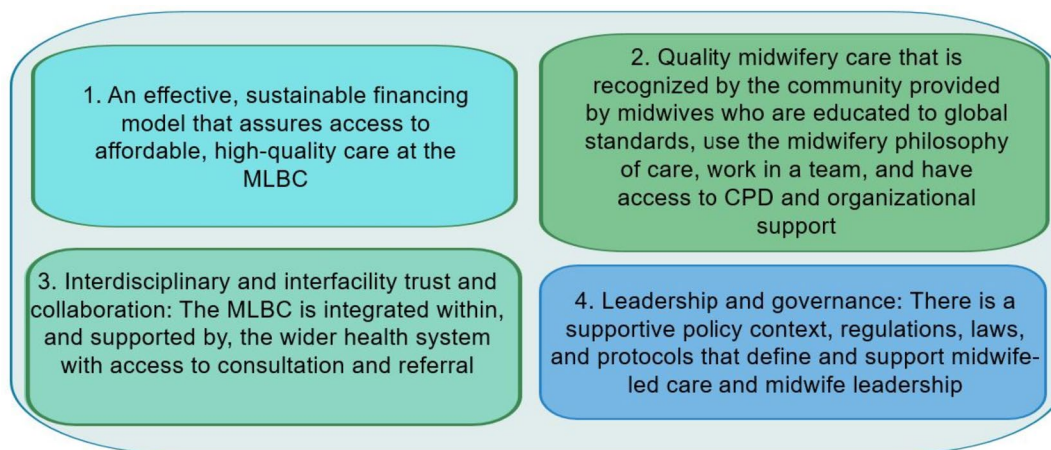 1. An effective, sustainable financing
model that assures access to
affordable, high-quality care at the
MLBC
2. Quality midwifery care that is
recognized by the community provided
by midwives who are educated to global
standards, use the midwifery philosophy
of care, work in a team, and have
access to CPD and organizational
support
3. Interdisciplinary and interfacility trust and
collaboration: The MLBC is integrated within,
and supported by, the wider health system
with access to consultation and referral
4. Leadership and governance: There is a
supportive policy context, regulations, laws,
and protocols that define and support midwife-
led care and midwife leadership